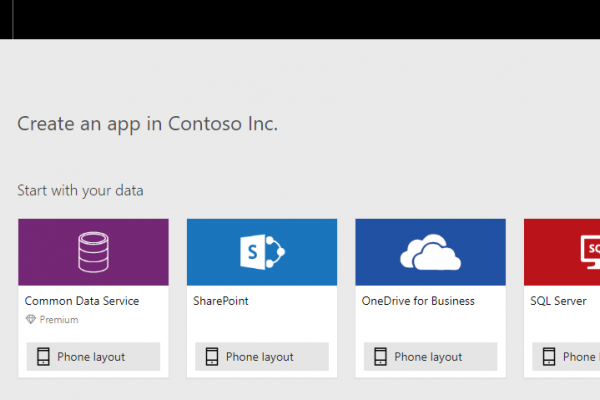 Create an app in Contoso Inc.
Start with your data
S
SQ
Common Data Service
SharePoint
OneDrive for Business
SQL Server
Premium
Phone layout
Phone layout
Phone layout
Phone